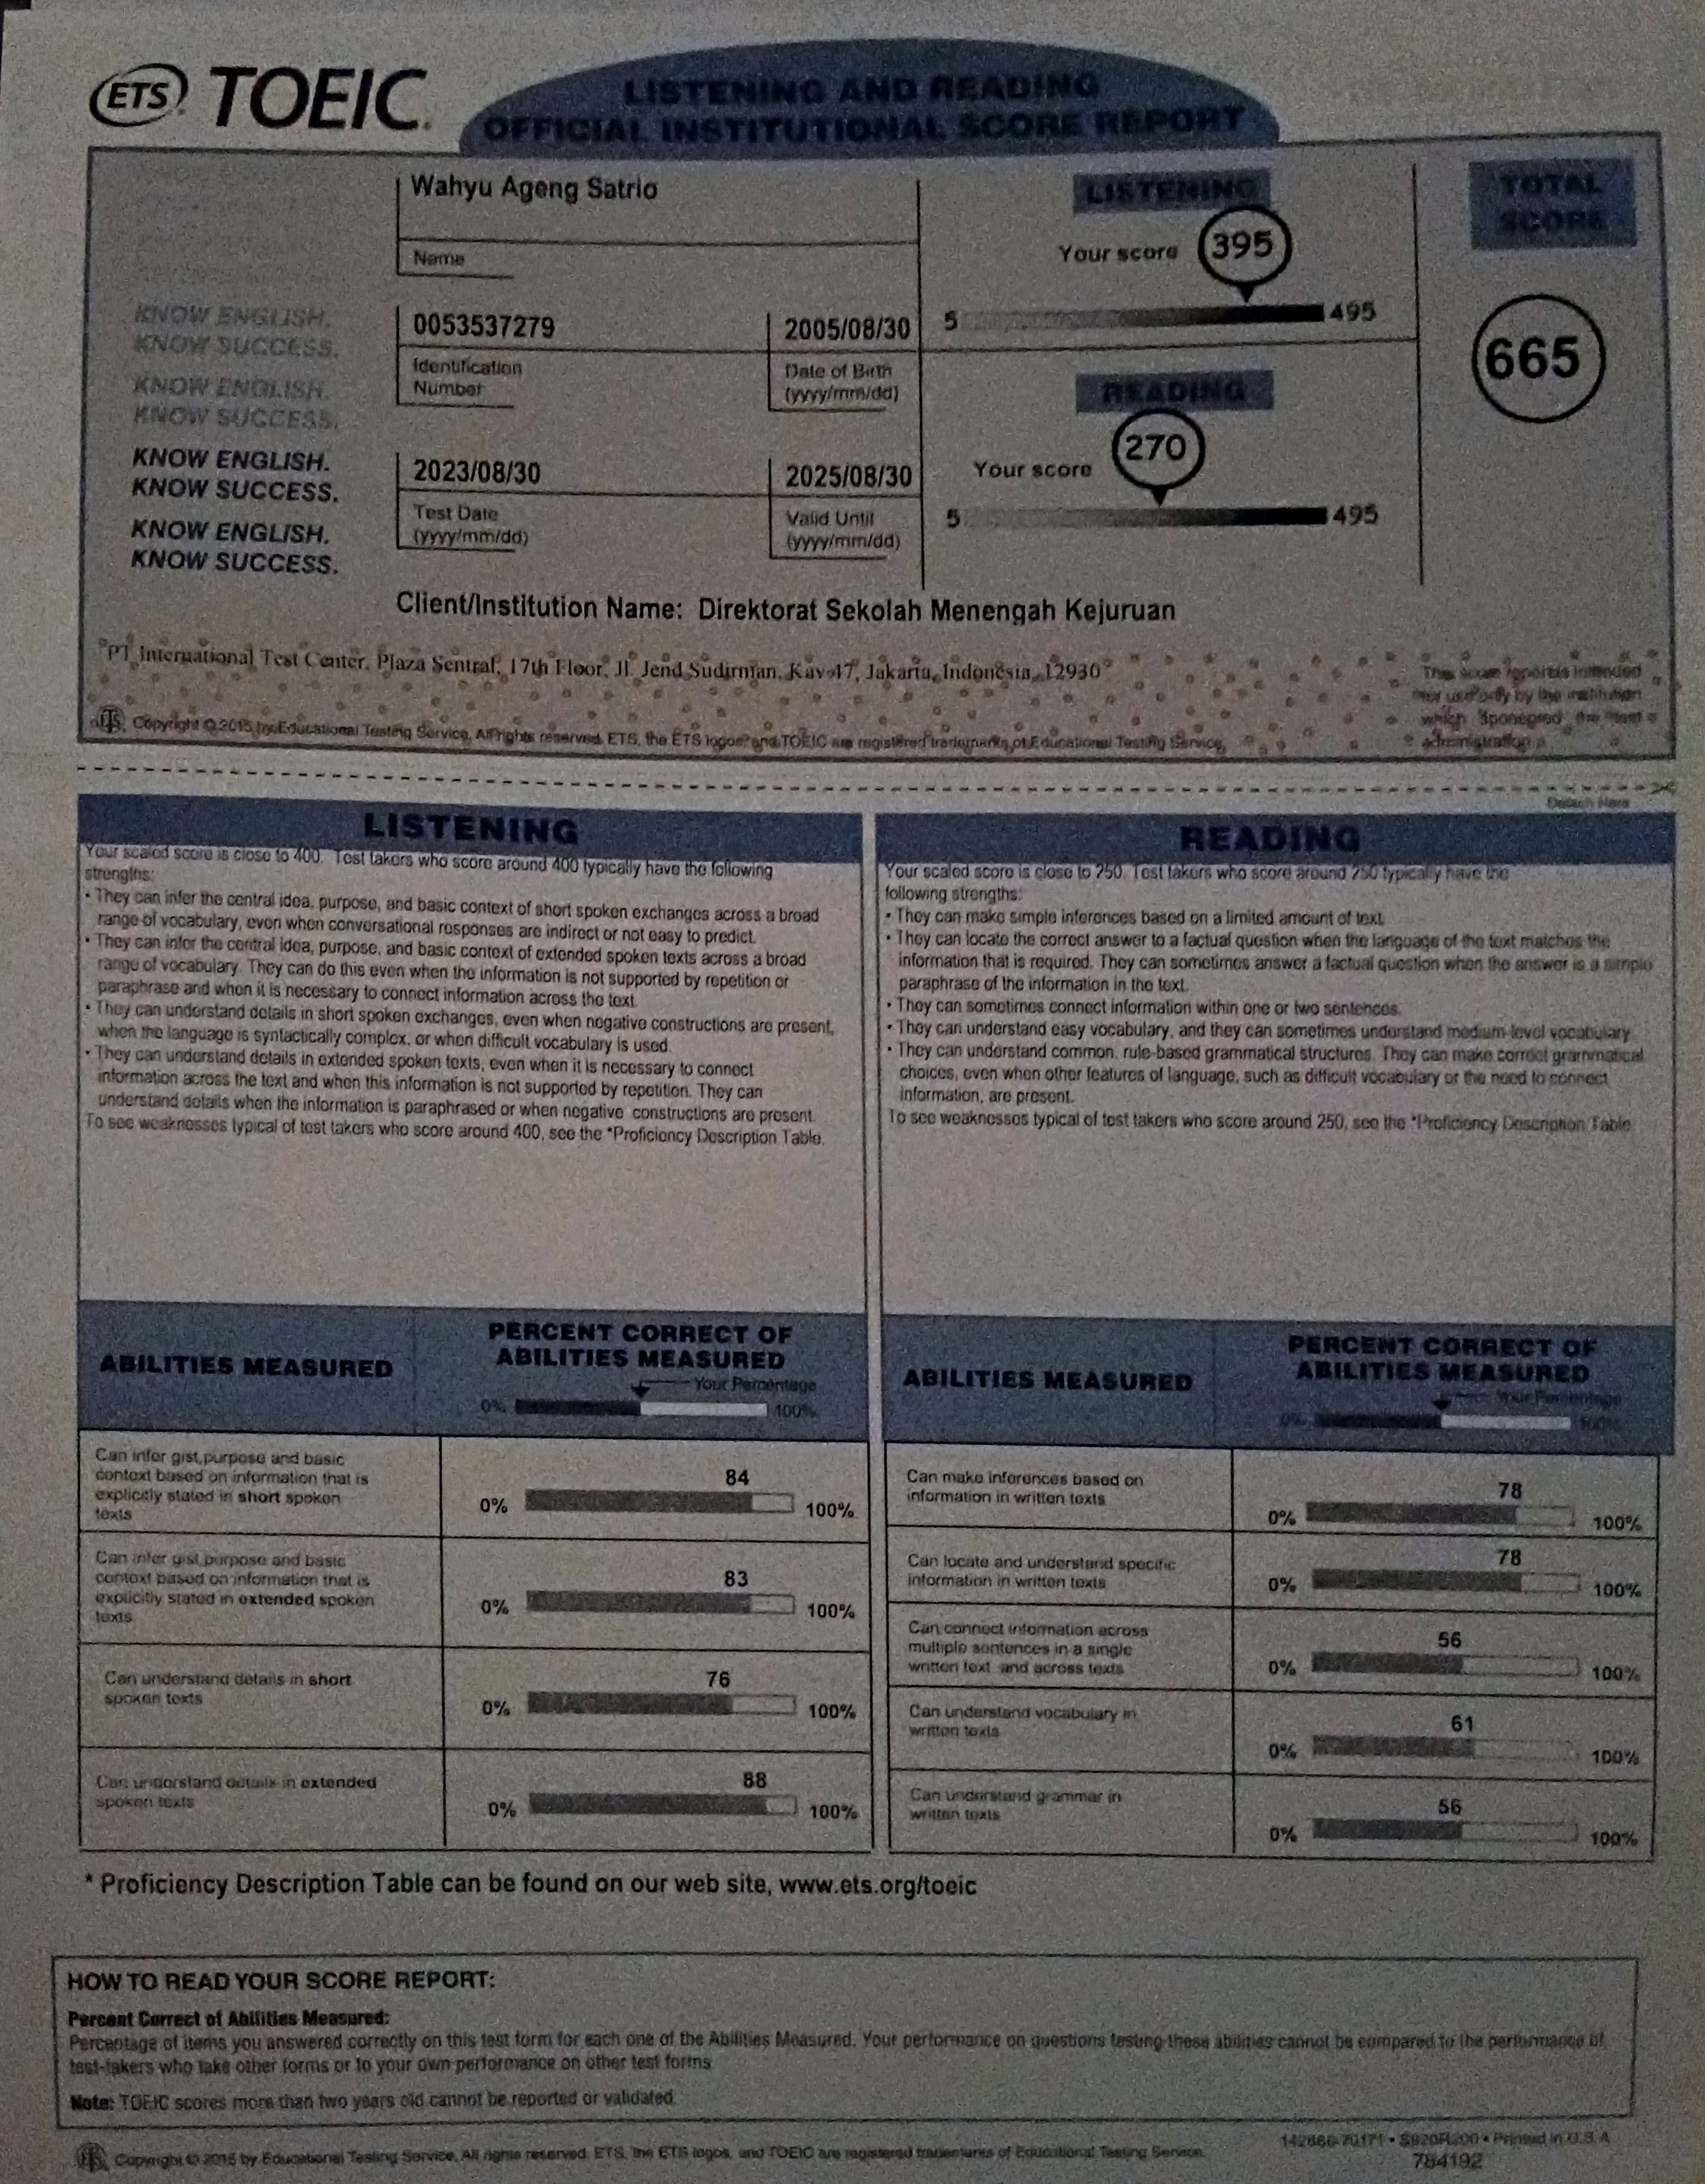 ETS TOEIC.
LISTENING AND READING
OFFICIAL INSTITUTIONAL SCORE REPORT
Wahyu Ageng Satrio
Name
KNOW ENGLISH.
KNOW SUCCESS.
KNOW ENGLISH.
KNOW SUCCESS.
KNOW ENGLISH.
KNOW SUCCESS.
KNOW ENGLISH.
KNOW SUCCESS.
0053537279
Identification
Number
2005/08/30
Date of Birth
(yyyy/mm/dd)
2023/08/30
Test Date
(yyyy/mm/dd)
2025/08/30
Valid Until
(yyyy/mm/dd)
LISTENING
Your score 395
5 495
READING
Your score 270
5 495
TOTAL
SCORE
665
Client/Institution Name: Direktorat Sekolah Menengah Kejuruan
PT International Test Center, Plaza Sentral, 17th Floor, Jl. Jend Sudirman, Kav 47, Jakarta, Indonesia, 12930
This score report is intended
for use only by the institution
which sponsored the test
administration
ETS Copyright © 2015 by Educational Testing Service. All rights reserved. ETS, the ETS logos, and TOEIC are registered trademarks of Educational Testing Service.
Detach Here
LISTENING
Your scaled score is close to 400. Test takers who score around 400 typically have the following
strengths:
• They can infer the central idea, purpose, and basic context of short spoken exchanges across a broad
range of vocabulary, even when conversational responses are indirect or not easy to predict.
• They can infer the central idea, purpose, and basic context of extended spoken texts across a broad
range of vocabulary. They can do this even when the information is not supported by repetition or
paraphrase and when it is necessary to connect information across the text.
• They can understand details in short spoken exchanges, even when negative constructions are present,
when the language is syntactically complex, or when difficult vocabulary is used.
• They can understand details in extended spoken texts, even when it is necessary to connect
information across the text and when this information is not supported by repetition. They can
understand details when the information is paraphrased or when negative constructions are present.
To see weaknesses typical of test takers who score around 400, see the *Proficiency Description Table.
READING
Your scaled score is close to 250. Test takers who score around 250 typically have the
following strengths:
• They can make simple inferences based on a limited amount of text.
• They can locate the correct answer to a factual question when the language of the text matches the
information that is required. They can sometimes answer a factual question when the answer is a simple
paraphrase of the information in the text.
• They can sometimes connect information within one or two sentences.
• They can understand easy vocabulary, and they can sometimes understand medium-level vocabulary
• They can understand common, rule-based grammatical structures. They can make correct grammatical
choices, even when other features of language, such as difficult vocabulary or the need to connect
information, are present.
To see weaknesses typical of test takers who score around 250, see the *Proficiency Description Table
ABILITIES MEASURED
PERCENT CORRECT OF
ABILITIES MEASURED
Your Percentage
0% 100%
Can infer gist, purpose and basic
context based on information that is
explicitly stated in short spoken
texts
84
0% 100%
Can infer gist, purpose and basic
context based on information that is
explicitly stated in extended spoken
texts
83
0% 100%
Can understand details in short
spoken texts
76
0% 100%
Can understand details in extended
spoken texts
88
0% 100%
ABILITIES MEASURED
PERCENT CORRECT OF
ABILITIES MEASURED
Your Percentage
0% 100%
Can make inferences based on
information in written texts
78
0% 100%
Can locate and understand specific
information in written texts
78
0% 100%
Can connect information across
multiple sentences in a single
written text and across texts
56
0% 100%
Can understand vocabulary in
written texts
61
0% 100%
Can understand grammar in
written texts
56
0% 100%
* Proficiency Description Table can be found on our web site, www.ets.org/toeic
HOW TO READ YOUR SCORE REPORT:
Percent Correct of Abilities Measured:
Percentage of items you answered correctly on this test form for each one of the Abilities Measured. Your performance on questions testing these abilities cannot be compared to the performance of
test-takers who take other forms or to your own performance on other test forms
Note: TOEIC scores more than two years old cannot be reported or validated
ETS Copyright © 2015 by Educational Testing Service. All rights reserved. ETS, the ETS logos, and TOEIC are registered trademarks of Educational Testing Service.
• Printed in U.S.A
784192